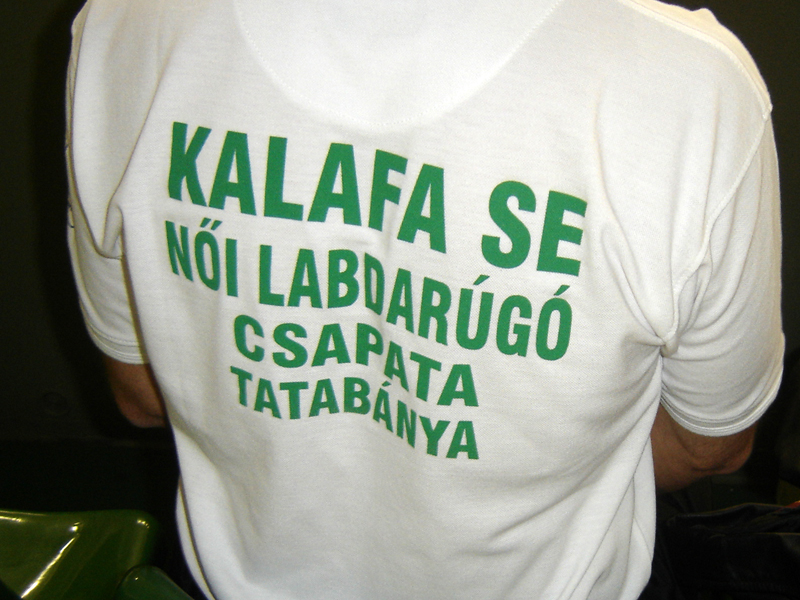 KALAFA SE
NŐI LABDARÚGÓ
CSAPATA
TATABÁNYA